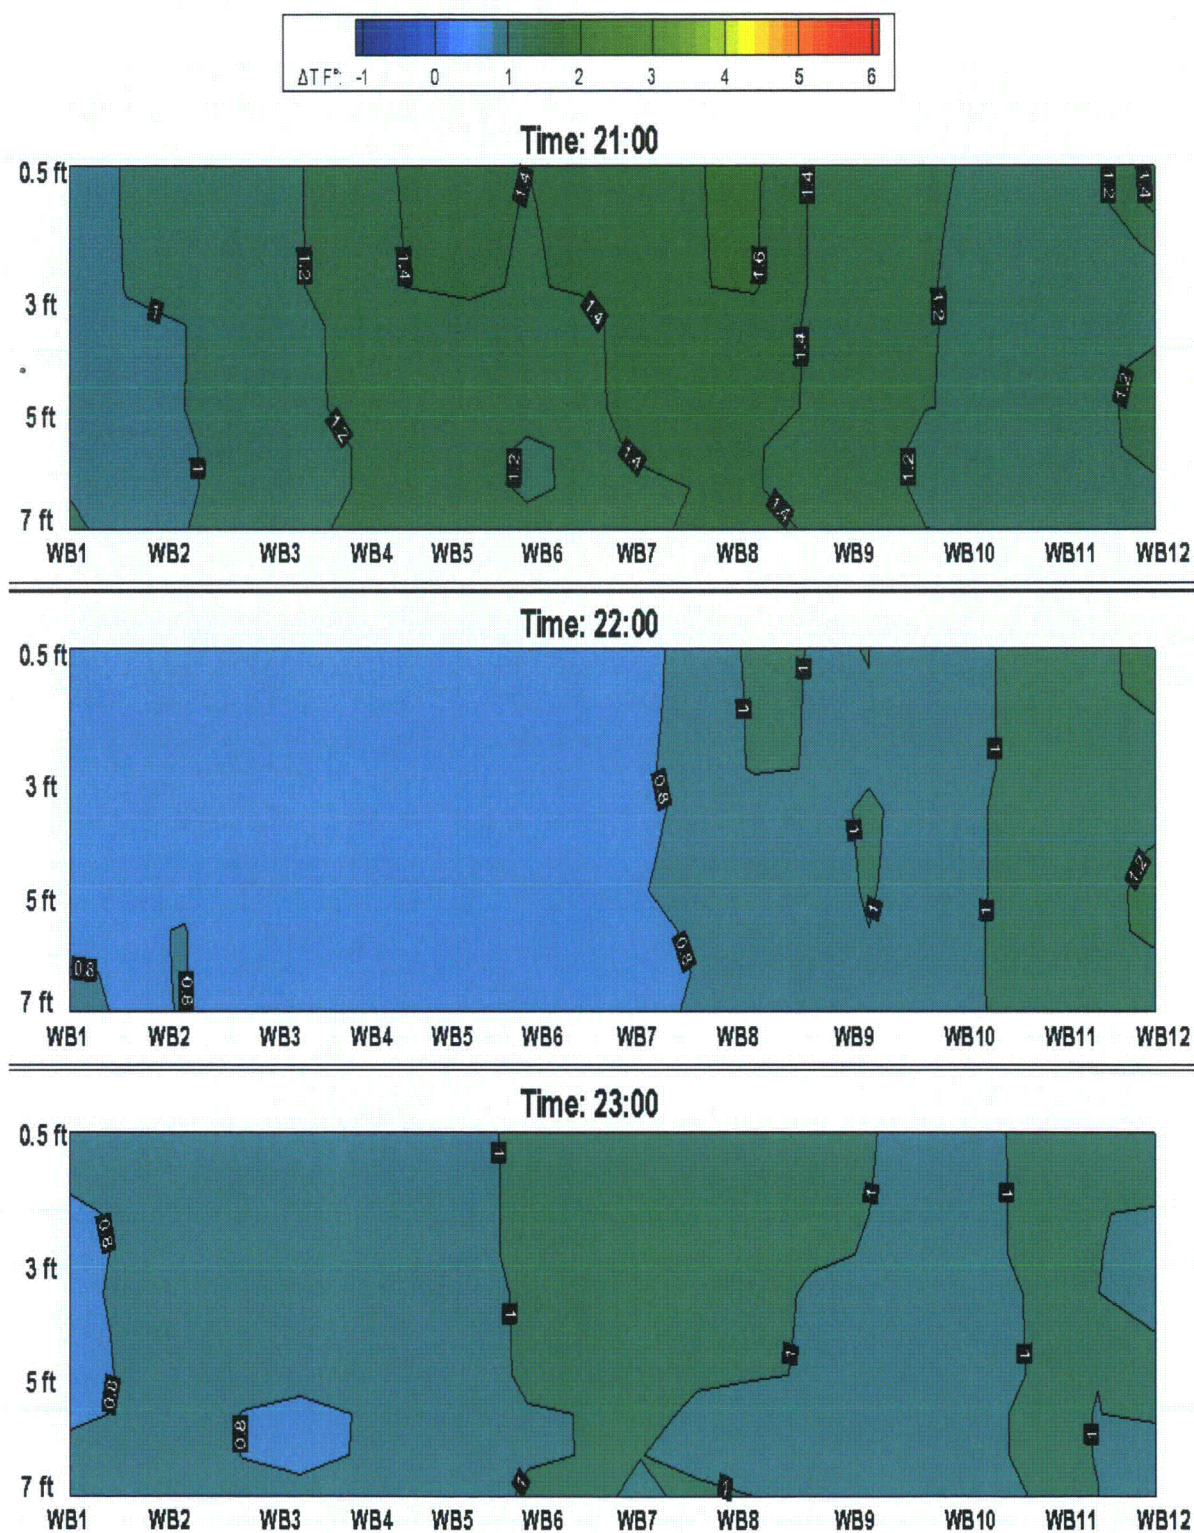 ΔT F°: -1 0 1 2 3 4 5 6
Time: 21:00
0.5 ft
1.4 1.4 1.2 1.4
1.2 1.4 1.6
3 ft 1 1.4 1.2
1.4
1.2
5 ft 1.2
1.4
1 1.2 1.2
7 ft 1.4
WB1 WB2 WB3 WB4 WB5 WB6 WB7 WB8 WB9 WB10 WB11 WB12
Time: 22:00
0.5 ft 1
1
1
3 ft 0.8
1
1.2
5 ft 1 1
0.8
0.8
7 ft 0.8
WB1 WB2 WB3 WB4 WB5 WB6 WB7 WB8 WB9 WB10 WB11 WB12
Time: 23:00
0.5 ft 1
1 1
0.8
3 ft
1
1 1
5 ft 0.8
0.8 1
7 ft 1 1
WB1 WB2 WB3 WB4 WB5 WB6 WB7 WB8 WB9 WB10 WB11 WB12